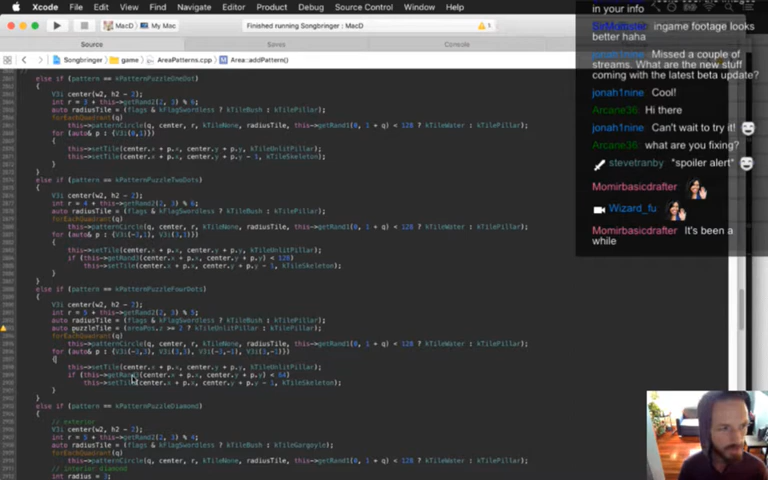 Xcode File Edit View Find Navigate Editor Product Debug Source Control Window Help
MacD My Mac Finished running Songbringer : MacD 1
Source Saves Console
Songbringer game AreaPatterns.cpp Area::addPattern()
else if (pattern == kPatternPuzzleOneDot)
{
V3i center(w2, h2 - 2);
int r = 3 + this->getRand2(2, 3) % 6;
auto radiusTile = (flags & kFlagSwordless ? kTileBush : kTilePillar);
forEachQuadrant(q)
this->patternCircle(q, center, r, kTileNone, radiusTile, this->getRand1(0, 1 + q) < 128 ? kTileWater : kTilePillar);
for (auto& p : {V3i(0,1)})
{
this->setTile(center.x + p.x, center.y + p.y, kTileUnlitPillar);
this->setTile(center.x + p.x, center.y + p.y - 1, kTileSkeleton);
}
}
else if (pattern == kPatternPuzzleTwoDots)
{
V3i center(w2, h2 - 2);
int r = 4 + this->getRand2(2, 3) % 6;
auto radiusTile = (flags & kFlagSwordless ? kTileBush : kTilePillar);
forEachQuadrant(q)
this->patternCircle(q, center, r, kTileNone, radiusTile, this->getRand1(0, 1 + q) < 128 ? kTileWater : kTilePillar);
for (auto& p : {V3i(-3,1), V3i(3,1)})
{
this->setTile(center.x + p.x, center.y + p.y, kTileUnlitPillar);
if (this->getRand3(center.x + p.x, center.y + p.y) < 128)
this->setTile(center.x + p.x, center.y + p.y - 1, kTileSkeleton);
}
}
else if (pattern == kPatternPuzzleFourDots)
{
V3i center(w2, h2 - 2);
int r = 5 + this->getRand2(2, 3) % 5;
auto radiusTile = (flags & kFlagSwordless ? kTileBush : kTilePillar);
auto puzzleTile = (areaPos.z >= 2 ? kTileUnlitPillar : kTilePillar);
forEachQuadrant(q)
this->patternCircle(q, center, r, kTileNone, radiusTile, this->getRand1(0, 1 + q) < 128 ? kTileWater : kTilePillar);
for (auto& p : {V3i(-3,3), V3i(3,3), V3i(-3,-1), V3i(3,-1)})
{
this->setTile(center.x + p.x, center.y + p.y, kTileUnlitPillar);
if (this->getRand3(center.x + p.x, center.y + p.y) < 64)
this->setTile(center.x + p.x, center.y + p.y - 1, kTileSkeleton);
}
}
else if (pattern == kPatternPuzzleDiamond)
{
// exterior
V3i center(w2, h2 - 2);
int r = 5 + this->getRand2(2, 3) % 4;
auto radiusTile = (flags & kFlagSwordless ? kTileBush : kTileGargoyle);
forEachQuadrant(q)
this->patternCircle(q, center, r, kTileNone, radiusTile, this->getRand1(0, 1 + q) < 128 ? kTileWater : kTilePillar);
// interior diamond
int radius = 3;
in your info
ingame footage looks
better haha
jonah1nine: Missed a couple of
streams. What are the new stuff
coming with the latest beta update?
jonah1nine: Cool!
Arcane36: Hi there
jonah1nine: Can't wait to try it!
Arcane36: what are you fixing?
stevetranby "spoiler alert"
Momirbasicdrafter
Wizard_fu
Momirbasicdrafter: It's been a
while